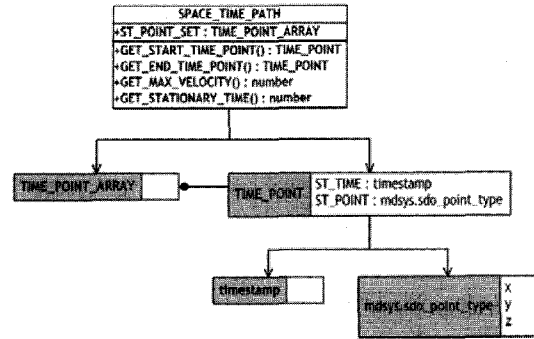 SPACE_TIME_PATH
+ST_POINT_SET : TIME_POINT_ARRAY
+GET_START_TIME_POINT() : TIME_POINT
+GET_END_TIME_POINT() : TIME_POINT
+GET_MAX_VELOCITY() : number
+GET_STATIONARY_TIME() : number
TIME_POINT_ARRAY
TIME_POINT
ST_TIME : timestamp
ST_POINT : mdsys.sdo_point_type
timestamp
mdsys.sdo_point_type
x
y
z